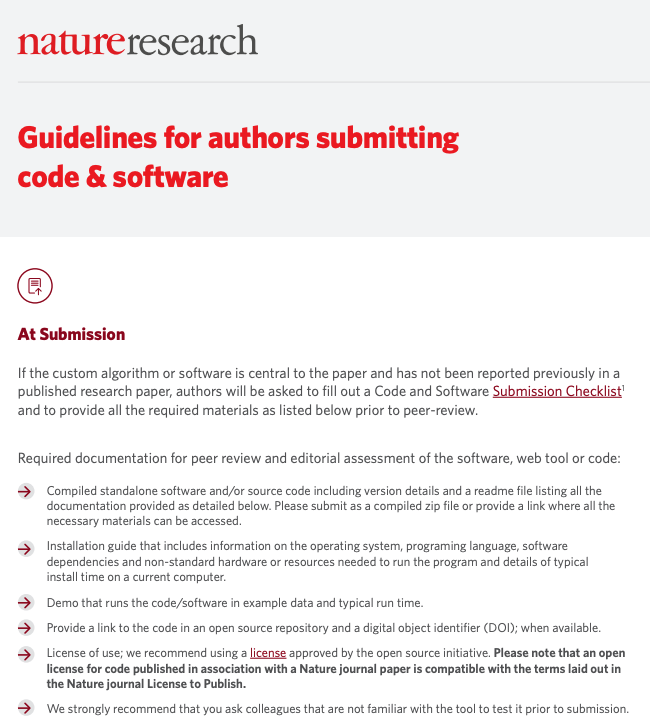 natureresearch
Guidelines for authors submitting
code & software
At Submission
If the custom algorithm or software is central to the paper and has not been reported previously in a
published research paper, authors will be asked to fill out a Code and Software Submission Checklist¹
and to provide all the required materials as listed below prior to peer-review.
Required documentation for peer review and editorial assessment of the software, web tool or code:
Compiled standalone software and/or source code including version details and a readme file listing all the
documentation provided as detailed below. Please submit as a compiled zip file or provide a link where all the
necessary materials can be accessed.
Installation guide that includes information on the operating system, programing language, software
dependencies and non-standard hardware or resources needed to run the program and details of typical
install time on a current computer.
Demo that runs the code/software in example data and typical run time.
Provide a link to the code in an open source repository and a digital object identifier (DOI); when available.
License of use; we recommend using a license approved by the open source initiative. Please note that an open
license for code published in association with a Nature journal paper is compatible with the terms laid out in
the Nature journal License to Publish.
We strongly recommend that you ask colleagues that are not familiar with the tool to test it prior to submission.